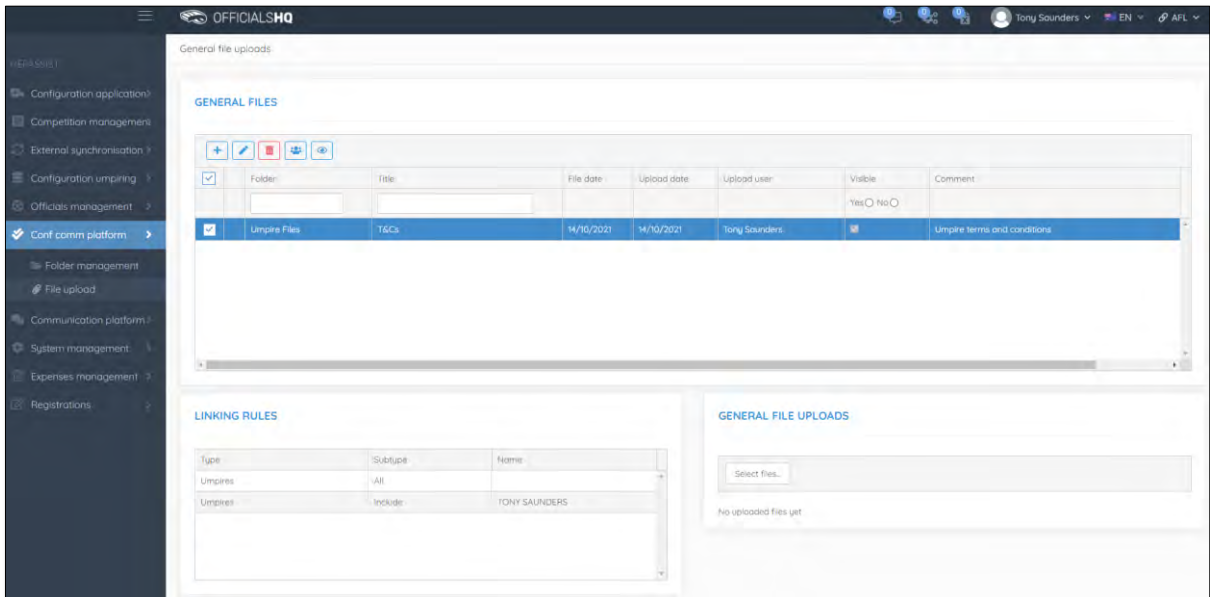 OFFICIALSHQ
0 0 0 Tony Saunders EN AFL
General file uploads
Configuration application
Competition management
External synchronisation
Configuration umpiring
Officials management
Conf comm platform
Folder management
File upload
Communication platform
System management
Expenses management
Registrations
GENERAL FILES
Folder Title File date Upload date Upload user Visible Comment
Yes No
Umpire Files T&Cs 14/10/2021 14/10/2021 Tony Saunders Umpire terms and conditions
LINKING RULES
Type Subtype Name
Umpires All
Umpires Include TONY SAUNDERS
GENERAL FILE UPLOADS
Select files...
No uploaded files yet